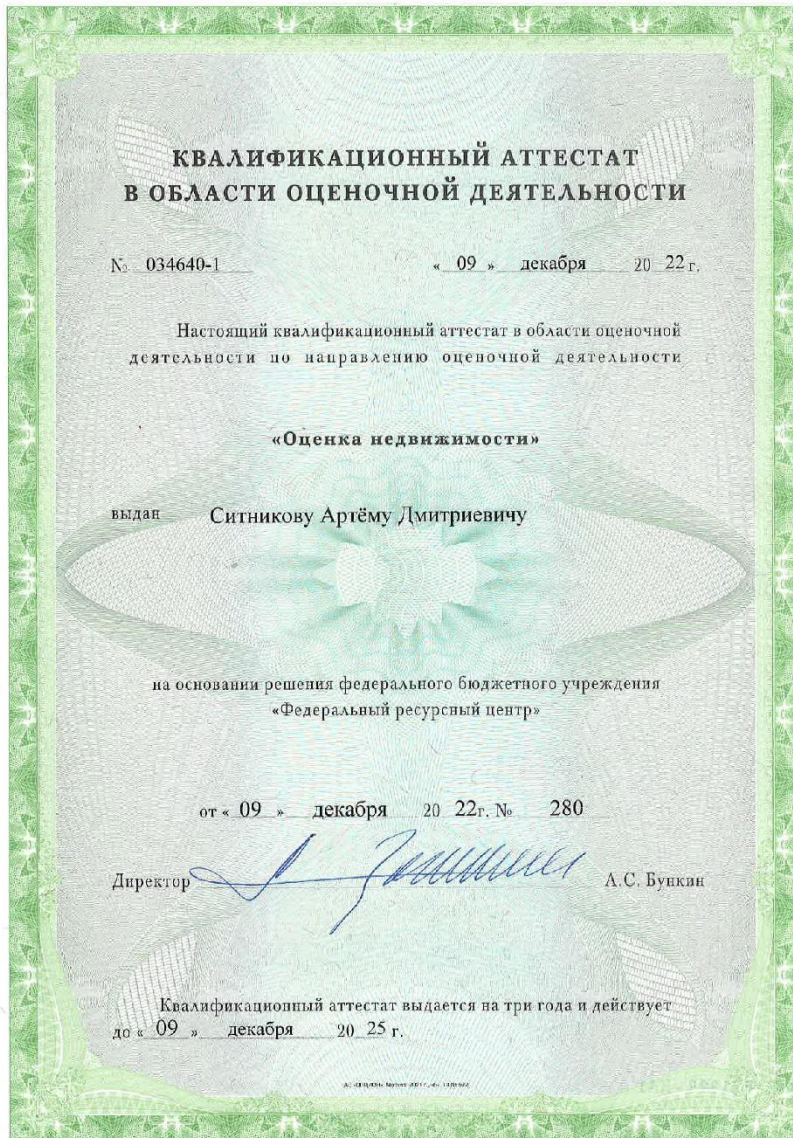 КВАЛИФИКАЦИОННЫЙ АТТЕСТАТ
В ОБЛАСТИ ОЦЕНОЧНОЙ ДЕЯТЕЛЬНОСТИ
№ 034640-1 « 09 » декабря 20 22 г.
Настоящий квалификационный аттестат в области оценочной
деятельности по направлению оценочной деятельности
«Оценка недвижимости»
выдан Ситникову Артёму Дмитриевичу
на основании решения федерального бюджетного учреждения
«Федеральный ресурсный центр»
от « 09 » декабря 20 22г. № 280
Директор А.С. Бункин
Квалификационный аттестат выдается на три года и действует
до « 09 » декабря 20 25 г.